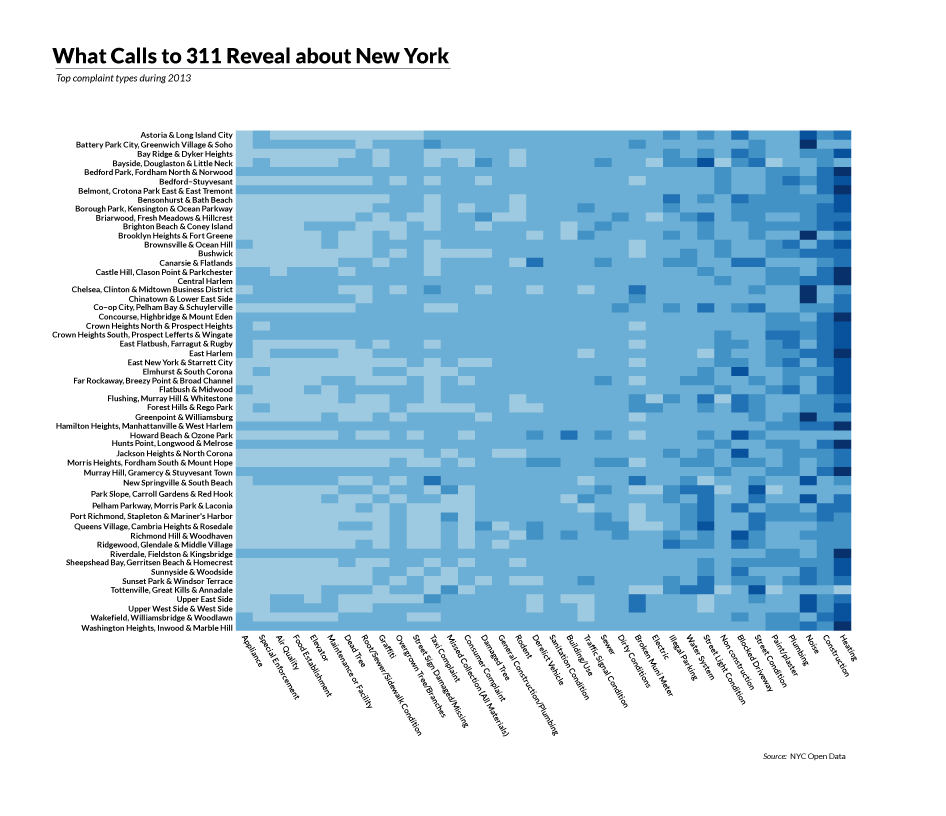 What Calls to 311 Reveal about New York
Top complaint types during 2013
Astoria & Long Island City
Battery Park City, Greenwich Village & Soho
Bay Ridge & Dyker Heights
Bayside, Douglaston & Little Neck
Bedford Park, Fordham North & Norwood
Bedford-Stuyvesant
Belmont, Crotona Park East & East Tremont
Bensonhurst & Bath Beach
Borough Park, Kensington & Ocean Parkway
Briarwood, Fresh Meadows & Hillcrest
Brighton Beach & Coney Island
Brooklyn Heights & Fort Greene
Brownsville & Ocean Hill
Bushwick
Canarsie & Flatlands
Castle Hill, Clason Point & Parkchester
Central Harlem
Chelsea, Clinton & Midtown Business District
Chinatown & Lower East Side
Co-op City, Pelham Bay & Schuylerville
Concourse, Highbridge & Mount Eden
Crown Heights North & Prospect Heights
Crown Heights South, Prospect Lefferts & Wingate
East Flatbush, Farragut & Rugby
East Harlem
East New York & Starrett City
Elmhurst & South Corona
Far Rockaway, Breezy Point & Broad Channel
Flatbush & Midwood
Flushing, Murray Hill & Whitestone
Forest Hills & Rego Park
Greenpoint & Williamsburg
Hamilton Heights, Manhattanville & West Harlem
Howard Beach & Ozone Park
Hunts Point, Longwood & Melrose
Jackson Heights & North Corona
Morris Heights, Fordham South & Mount Hope
Murray Hill, Gramercy & Stuyvesant Town
New Springville & South Beach
Park Slope, Carroll Gardens & Red Hook
Pelham Parkway, Morris Park & Laconia
Port Richmond, Stapleton & Mariner's Harbor
Queens Village, Cambria Heights & Rosedale
Richmond Hill & Woodhaven
Ridgewood, Glendale & Middle Village
Riverdale, Fieldston & Kingsbridge
Sheepshead Bay, Gerritsen Beach & Homecrest
Sunnyside & Woodside
Sunset Park & Windsor Terrace
Tottenville, Great Kills & Annadale
Upper East Side
Upper West Side & West Side
Wakefield, Williamsbridge & Woodlawn
Washington Heights, Inwood & Marble Hill
Appliance
Special Enforcement
Air Quality
Food Establishment
Elevator
Maintenance or Facility
Dead Tree
Root/Sewer/Sidewalk Condition
Graffiti
Overgrown Tree/Branches
Street Sign Damaged/Missing
Taxi Complaint
Missed Collection (All Materials)
Consumer Complaint
Damaged Tree
General Construction/Plumbing
Rodent
Derelict Vehicle
Sanitation Condition
Building/Use
Traffic Signal Condition
Sewer
Dirty Conditions
Broken Muni Meter
Electric
Illegal Parking
Water System
Street Light Condition
Nonconstruction
Blocked Driveway
Street Condition
Paint/Plaster
Plumbing
Noise
Construction
Heating
Source: NYC Open Data